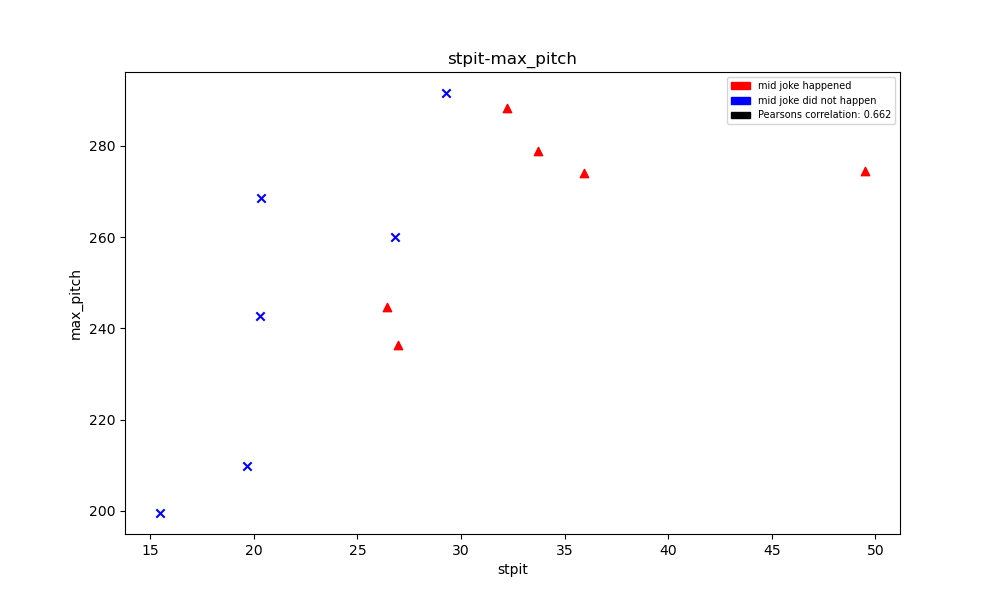 stpit-max_pitch
mid joke happened
mid joke did not happen
Pearsons correlation: 0.662
max_pitch
280
260
240
220
200
15 20 25 30 35 40 45 50
stpit